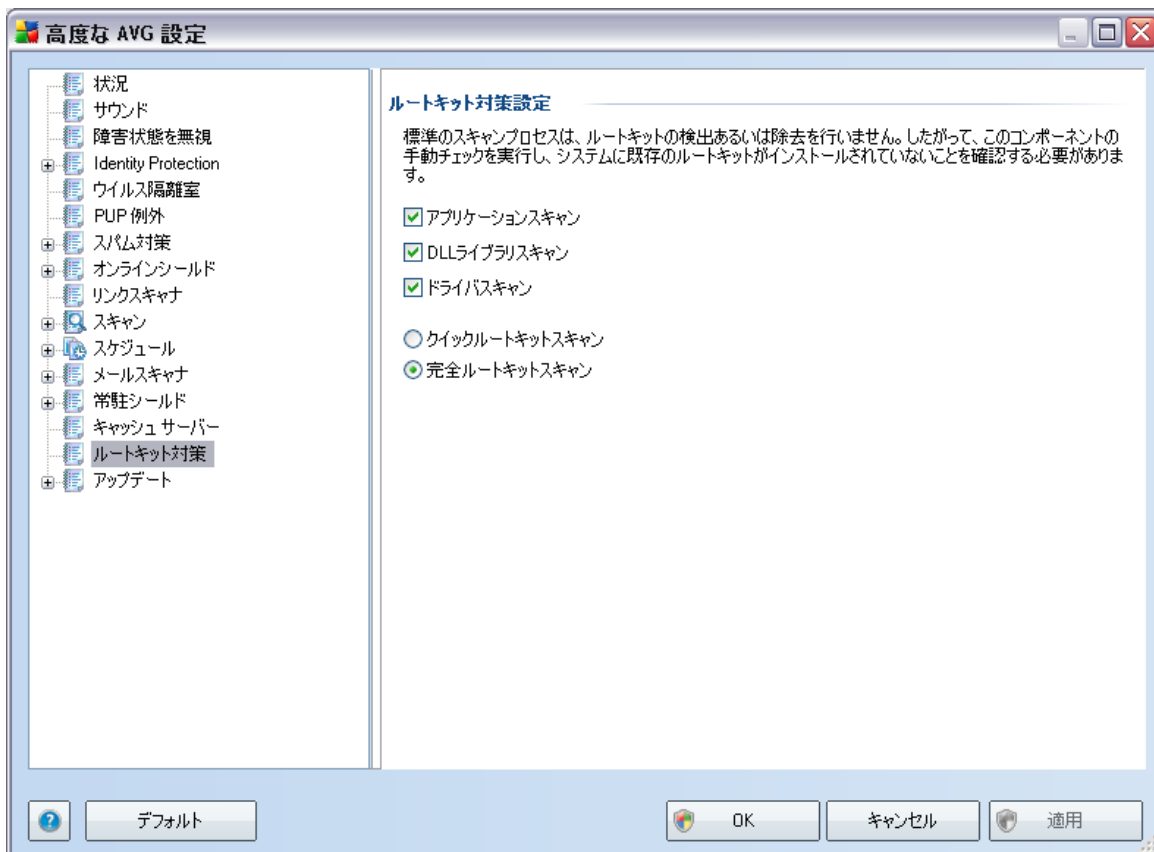 高度な AVG 設定
状況
サウンド
障害状態を無視
Identity Protection
ウイルス隔離室
PUP 例外
スパム対策
オンラインシールド
リンクスキャナ
スキャン
スケジュール
メールスキャナ
常駐シールド
キャッシュ サーバー
ルートキット対策
アップデート
ルートキット対策設定
標準のスキャンプロセスは、ルートキットの検出あるいは除去を行いません。したがって、このコンポーネントの
手動チェックを実行し、システムに既存のルートキットがインストールされていないことを確認する必要がありま
す。
アプリケーションスキャン
DLLライブラリスキャン
ドライバスキャン
クイックルートキットスキャン
完全ルートキットスキャン
デフォルト
OK
キャンセル
適用